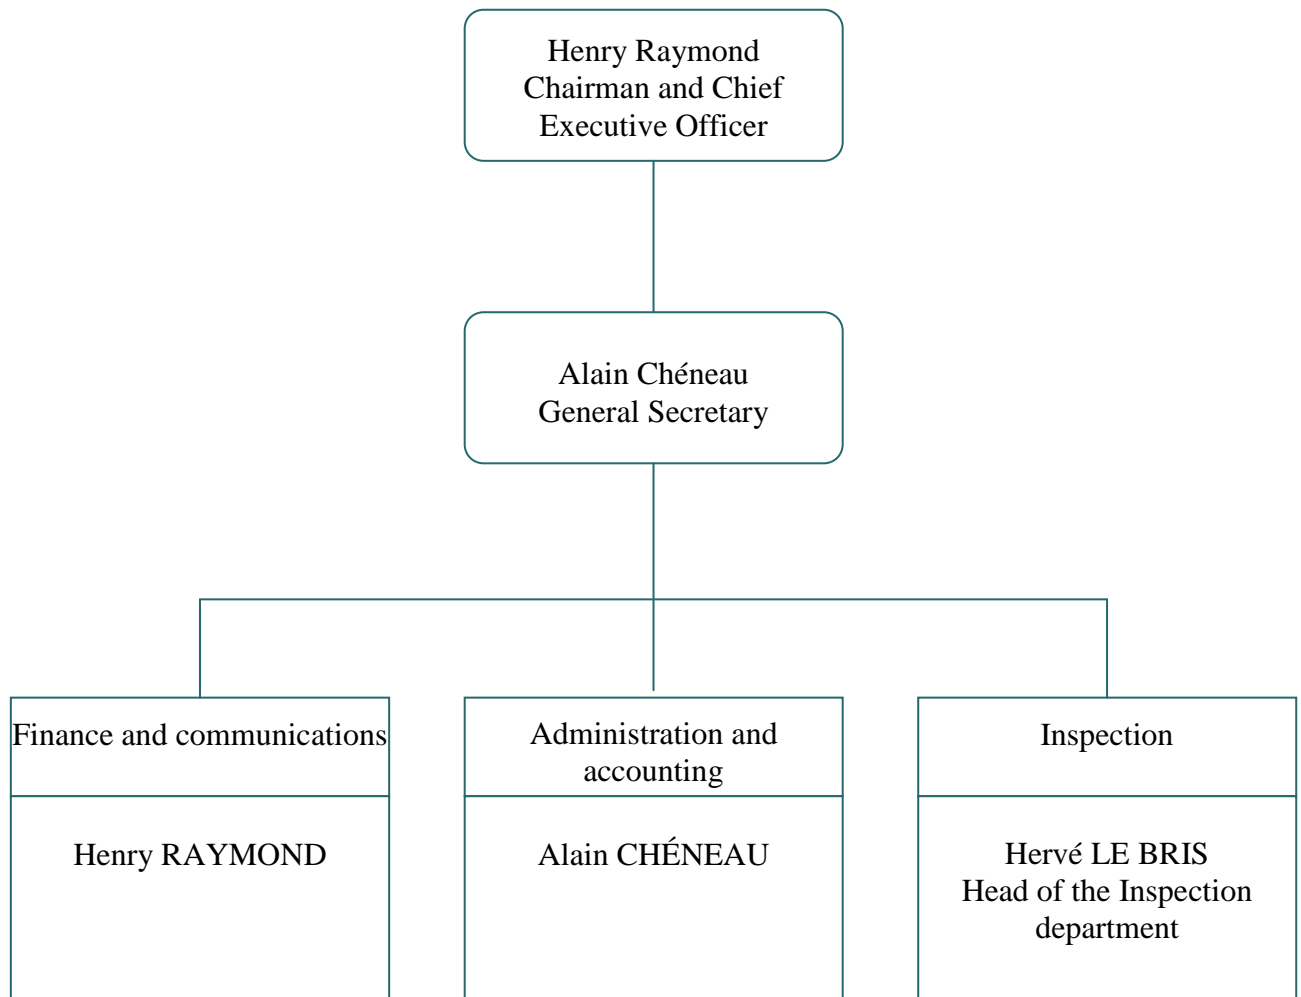 Henry Raymond
Chairman and Chief
Executive Officer
Alain Chéneau
General Secretary
Finance and communications
Henry RAYMOND
Administration and
accounting
Alain CHÉNEAU
Inspection
Hervé LE BRIS
Head of the Inspection
department